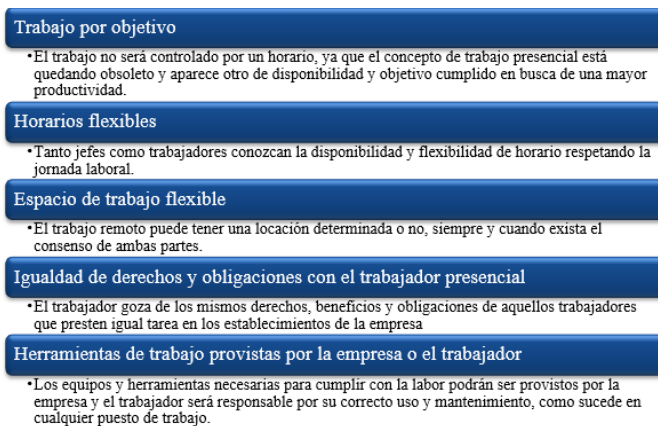 Trabajo por objetivo
•El trabajo no será controlado por un horario, ya que el concepto de trabajo presencial está
quedando obsoleto y aparece otro de disponibilidad y objetivo cumplido en busca de una mayor
productividad.
Horarios flexibles
•Tanto jefes como trabajadores conozcan la disponibilidad y flexibilidad de horario respetando la
jornada laboral.
Espacio de trabajo flexible
•El trabajo remoto puede tener una locación determinada o no, siempre y cuando exista el
consenso de ambas partes.
Igualdad de derechos y obligaciones con el trabajador presencial
•El trabajador goza de los mismos derechos, beneficios y obligaciones de aquellos trabajadores
que presten igual tarea en los establecimientos de la empresa
Herramientas de trabajo provistas por la empresa o el trabajador
•Los equipos y herramientas necesarias para cumplir con la labor podrán ser provistos por la
empresa y el trabajador será responsable por su correcto uso y mantenimiento, como sucede en
cualquier puesto de trabajo.